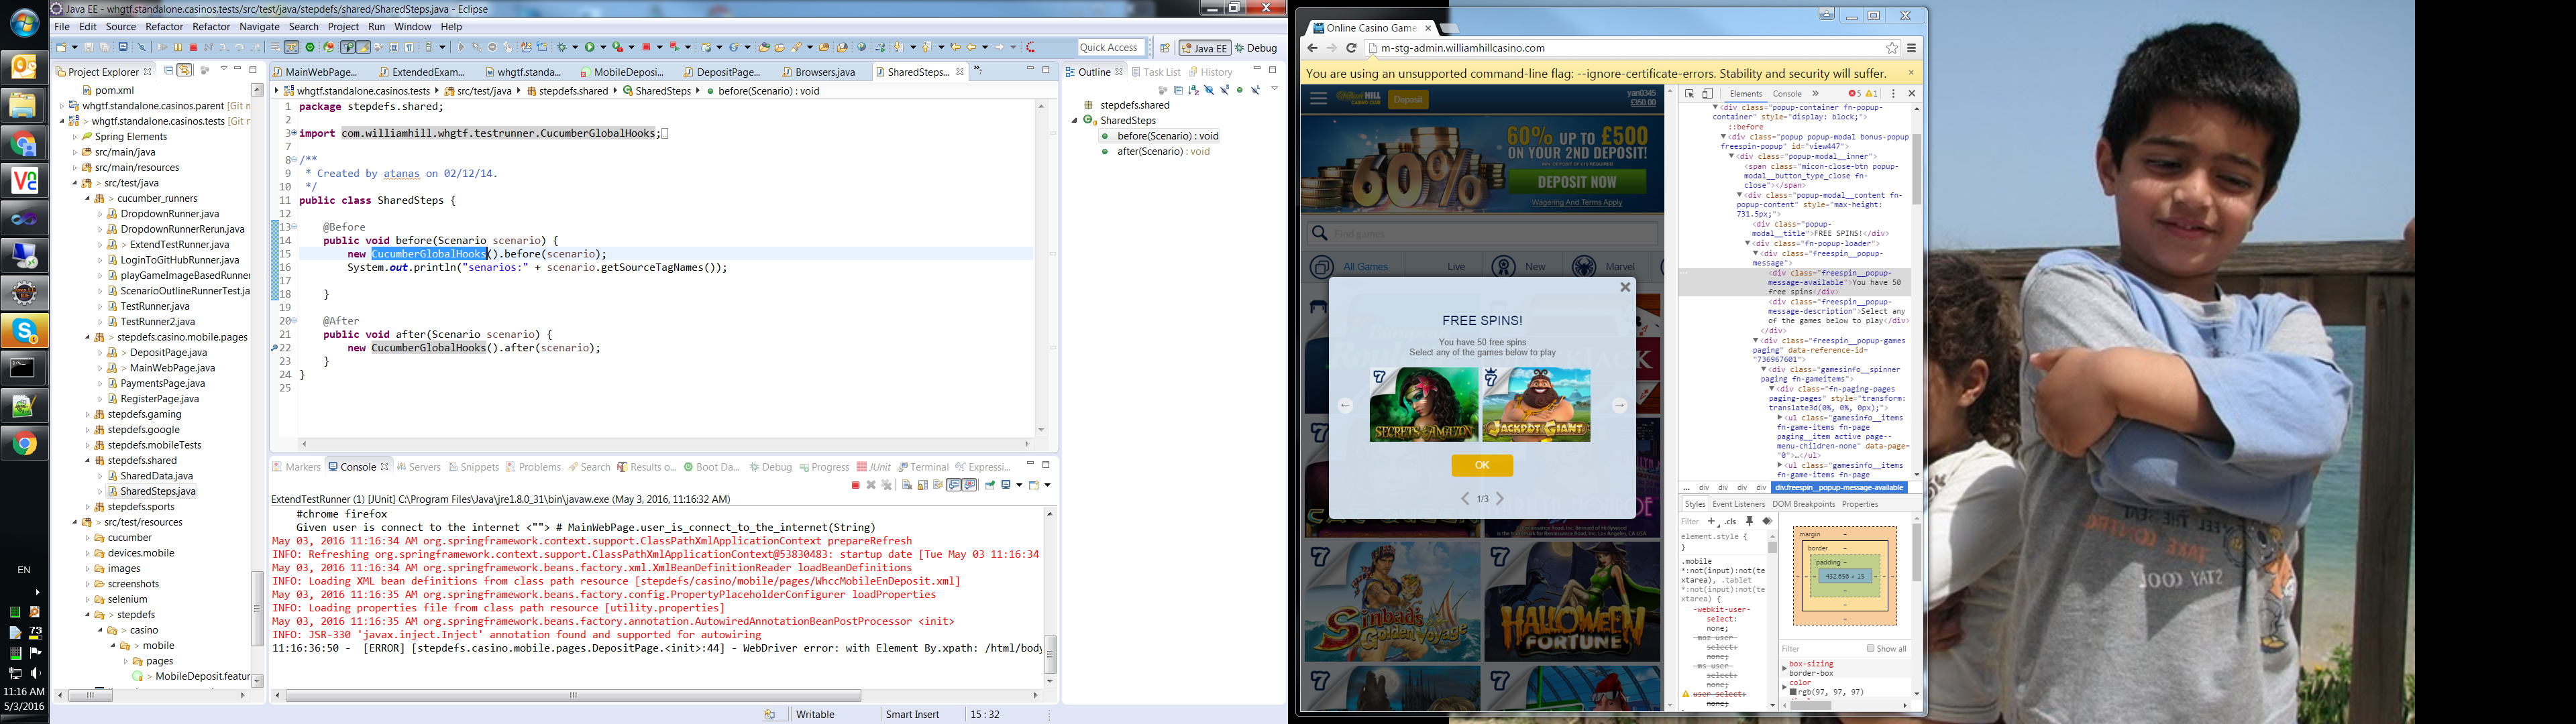 Java EE - whgtf.standalone.casinos.tests/src/test/java/stepdefs/shared/SharedSteps.java - Eclipse
File Edit Source Refactor Refactor Navigate Search Project Run Window Help
Quick Access
Java EE
Debug
Project Explorer
pom.xml
whgtf.standalone.casinos.parent [Git m
> whgtf.standalone.casinos.tests [Git m
Spring Elements
src/main/java
src/main/resources
> src/test/java
> cucumber_runners
DropdownRunner.java
DropdownRunnerRerun.java
> ExtendTestRunner.java
LoginToGitHubRunner.java
playGameImageBasedRunner
ScenarioOutlineRunnerTest.ja
TestRunner.java
TestRunner2.java
> stepdefs.casino.mobile.pages
> DepositPage.java
> MainWebPage.java
PaymentsPage.java
RegisterPage.java
stepdefs.gaming
stepdefs.google
stepdefs.mobileTests
stepdefs.shared
SharedData.java
SharedSteps.java
stepdefs.sports
> src/test/resources
cucumber
devices.mobile
images
screenshots
selenium
> stepdefs
> casino
> mobile
> pages
> MobileDeposit.featur
EN
73
11:16 AM
5/3/2016
MainWebPage... ExtendedExam... whgtf.standa... MobileDeposi... DepositPage... Browsers.java SharedSteps...
whgtf.standalone.casinos.tests src/test/java stepdefs.shared SharedSteps before(Scenario) : void
1 package stepdefs.shared;
2
3 import com.williamhill.whgtf.testrunner.CucumberGlobalHooks;
7
8 /**
9 * Created by atanas on 02/12/14.
10 */
11 public class SharedSteps {
12
13 @Before
14 public void before(Scenario scenario) {
15 new CucumberGlobalHooks().before(scenario);
16 System.out.println("senarios:" + scenario.getSourceTagNames());
17
18 }
19
20 @After
21 public void after(Scenario scenario) {
22 new CucumberGlobalHooks().after(scenario);
23 }
24 }
25
Outline Task List History
stepdefs.shared
SharedSteps
before(Scenario) : void
after(Scenario) : void
Markers Console Servers Snippets Problems Search Results o... Boot Da... Debug Progress JUnit Terminal Expressi...
ExtendTestRunner (1) [JUnit] C:\Program Files\Java\jre1.8.0_31\bin\javaw.exe (May 3, 2016, 11:16:32 AM)
#chrome firefox
Given user is connect to the internet <""> # MainWebPage.user_is_connect_to_the_internet(String)
May 03, 2016 11:16:34 AM org.springframework.context.support.ClassPathXmlApplicationContext prepareRefresh
INFO: Refreshing org.springframework.context.support.ClassPathXmlApplicationContext@53830483: startup date [Tue May 03 11:16:34
May 03, 2016 11:16:34 AM org.springframework.beans.factory.xml.XmlBeanDefinitionReader loadBeanDefinitions
INFO: Loading XML bean definitions from class path resource [stepdefs/casino/mobile/pages/WhccMobileEnDeposit.xml]
May 03, 2016 11:16:35 AM org.springframework.beans.factory.config.PropertyPlaceholderConfigurer loadProperties
INFO: Loading properties file from class path resource [utility.properties]
May 03, 2016 11:16:35 AM org.springframework.beans.factory.annotation.AutowiredAnnotationBeanPostProcessor <init>
INFO: JSR-330 'javax.inject.Inject' annotation found and supported for autowiring
11:16:36:50 - [ERROR] [stepdefs.casino.mobile.pages.DepositPage.<init>:44] - WebDriver error: with Element By.xpath: /html/body
Writable Smart Insert 15 : 32
Online Casino Game
m-stg-admin.williamhillcasino.com
You are using an unsupported command-line flag: --ignore-certificate-errors. Stability and security will suffer.
Deposit
yan0345
£350.00
60% UP TO £500
ON YOUR 2ND DEPOSIT!
60%
DEPOSIT NOW
Wagering And Terms Apply
Find games
All Games Live New Marvel
FREE SPINS!
You have 50 free spins
Select any of the games below to play
SECRETS OF THE AMAZON
JACKPOT GIANT
OK
1/3
Sinbad's Golden Voyage
HALLOWEEN FORTUNE
Elements Console » 5 1
<div class="popup-container fn-popup-
container" style="display: block;">
::before
<div class="popup popup-modal bonus-popup
freespin-popup" id="view447">
<div class="popup-modal__inner">
<span class="micon-close-btn popup-
modal__button_type_close fn-
close"></span>
<div class="popup-modal__content fn-
popup-content" style="max-height:
731.5px;">
<div class="popup-
modal__title">FREE SPINS!</div>
<div class="fn-popup-loader">
<div class="freespin__popup-
message">
<div class="freespin__popup-
message-available">You have 50
free spins</div>
<div class="freespin__popup-
message-description">Select any
of the games below to play</div>
</div>
<div class="freespin__popup-games
paging" data-reference-id=
"736967601">
<div class="gamesinfo__spinner
paging fn-gameitems">
<div class="fn-paging-pages
paging-pages" style="transform:
translate3d(0%, 0%, 0px);">
<ul class="gamesinfo__items
fn-game-items fn-page
paging__item active page--
menu-children-none" data-page=
"0">…</ul>
<ul class="gamesinfo__items
fn-game-items fn-page
... div div div div div.freespin__popup-message-available
Styles Event Listeners DOM Breakpoints Properties
Filter + .cls
element.style {
}
.mobile
*:not(input):not(te
xtarea), .tablet
*:not(input):not(te
xtarea) {
-webkit-user-
select:
none;
-moz-user-
select:
none;
-ms-user-
select:
none;
user-select:
none;
margin
border
padding
432.656 × 15
Filter Show all
box-sizing
border-box
color
rgb(97, 97, 97)
STAY COOL